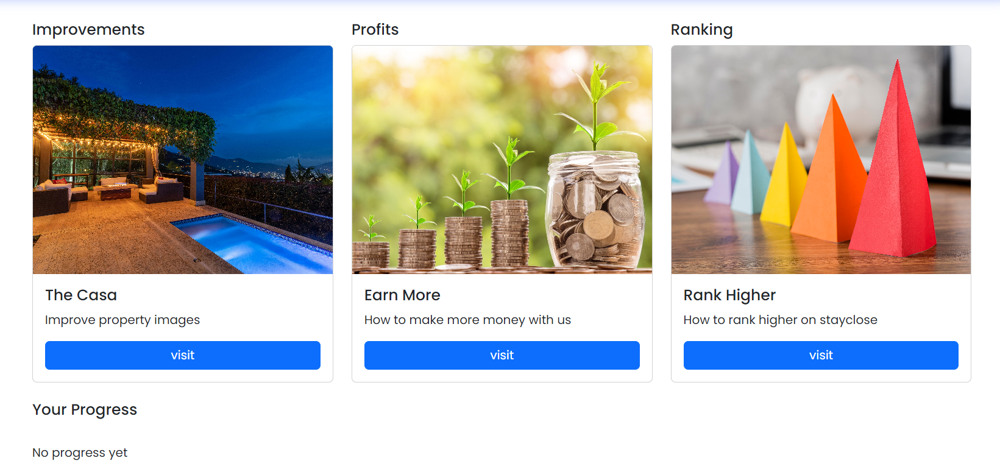 Improvements
Profits
Ranking
The Casa
Improve property images
visit
Earn More
How to make more money with us
visit
Rank Higher
How to rank higher on stayclose
visit
Your Progress
No progress yet